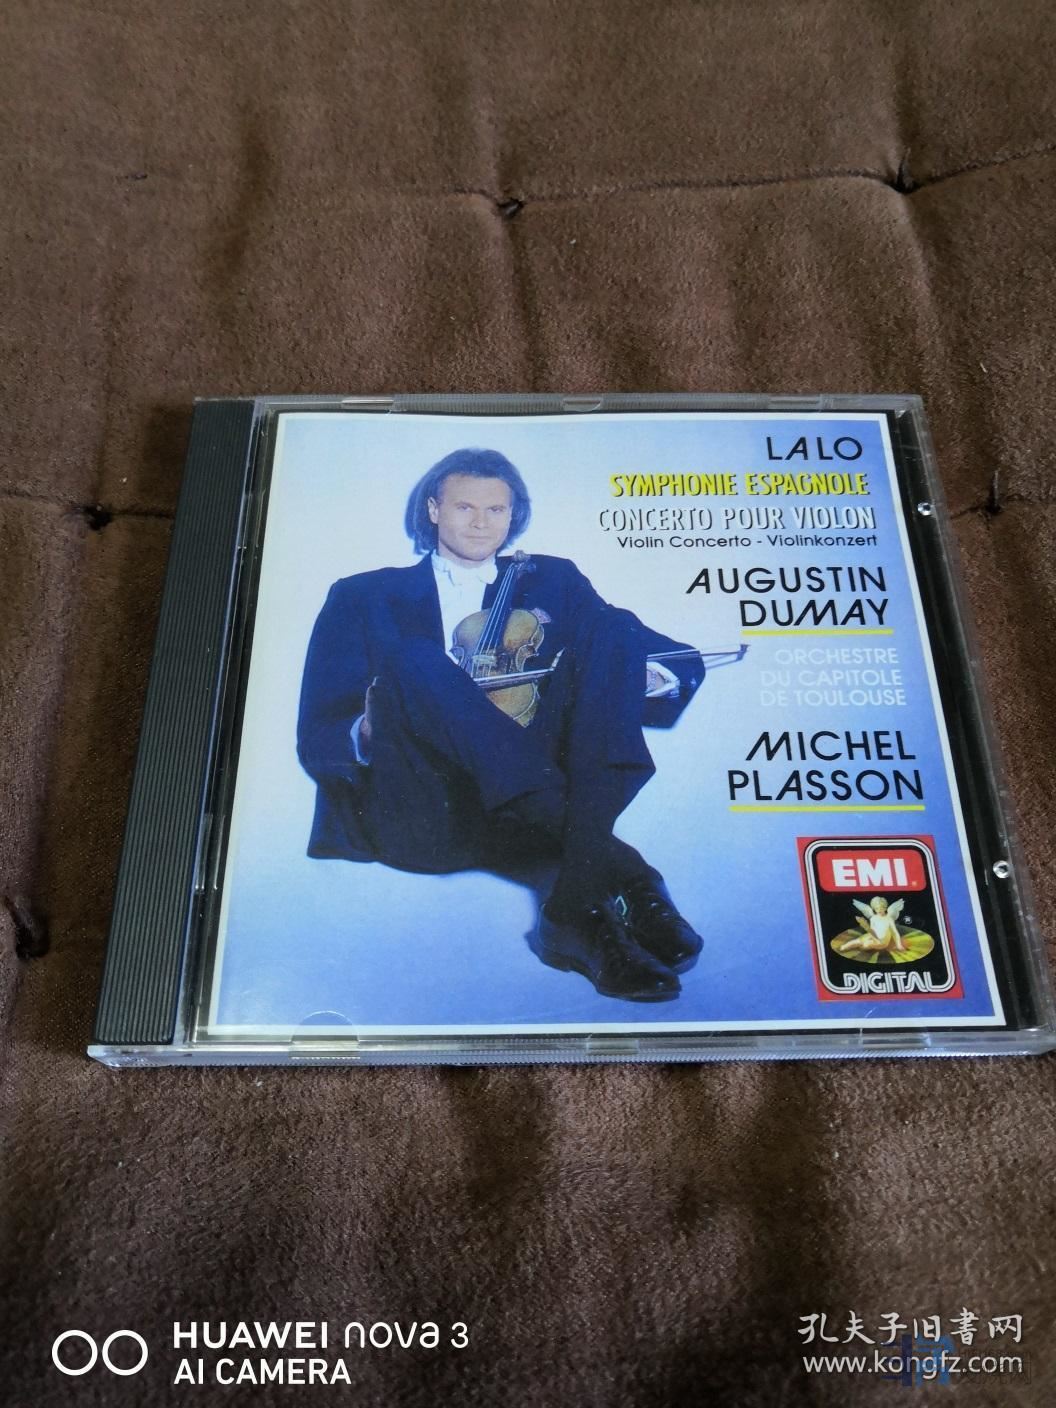 LALO
SYMPHONIE ESPAGNOLE
CONCERTO POUR VIOLON
Violin Concerto - Violinkonzert
AUGUSTIN
DUMAY
ORCHESTRE
DU CAPITOLE
DE TOULOUSE
MICHEL
PLASSON
EMI
DIGITAL
HUAWEI nova 3
AI CAMERA
孔夫子旧書网
www.kongfz.com